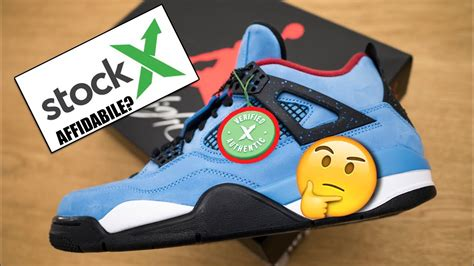 stockX
AFFIDABILE?
VERIFIED
X
AUTHENTIC